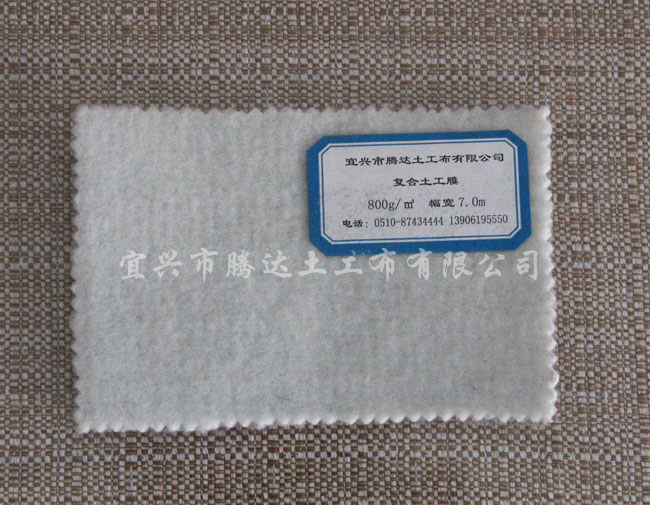 宜兴市腾达土工布有限公司
复合土工膜
800g/㎡ 幅宽7.0m
电话: 0510-87434444 13906195550
宜兴市腾达土工布有限公司